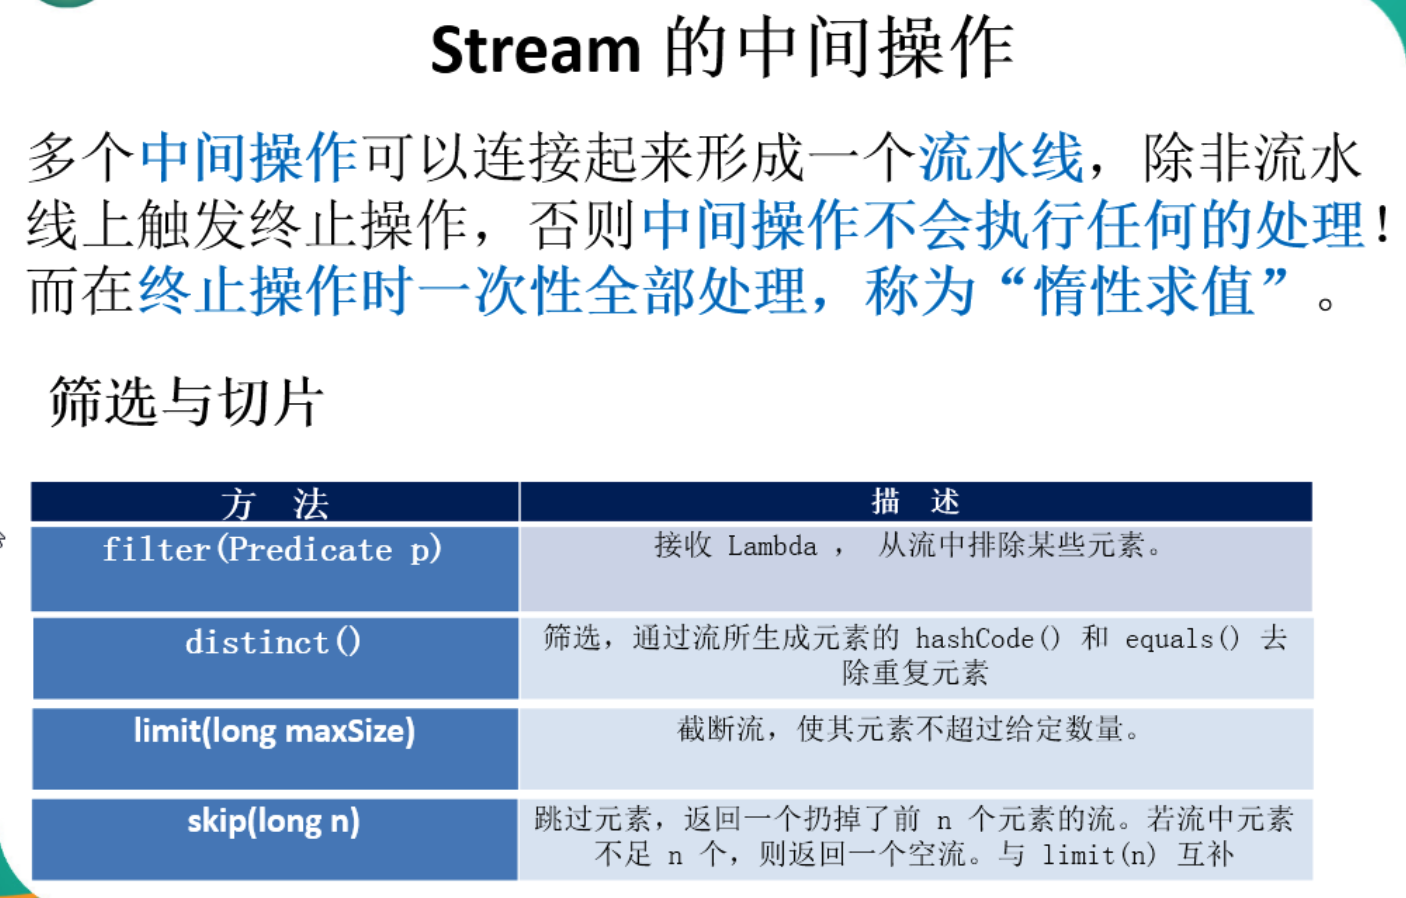 Stream 的中间操作
多个中间操作可以连接起来形成一个流水线，除非流水
线上触发终止操作，否则中间操作不会执行任何的处理！
而在终止操作时一次性全部处理，称为“惰性求值”。
筛选与切片
方 法 描 述
filter(Predicate p) 接收 Lambda ， 从流中排除某些元素。
distinct() 筛选，通过流所生成元素的 hashCode() 和 equals() 去
除重复元素
limit(long maxSize) 截断流，使其元素不超过给定数量。
skip(long n) 跳过元素，返回一个扔掉了前 n 个元素的流。若流中元素
不足 n 个，则返回一个空流。与 limit(n) 互补